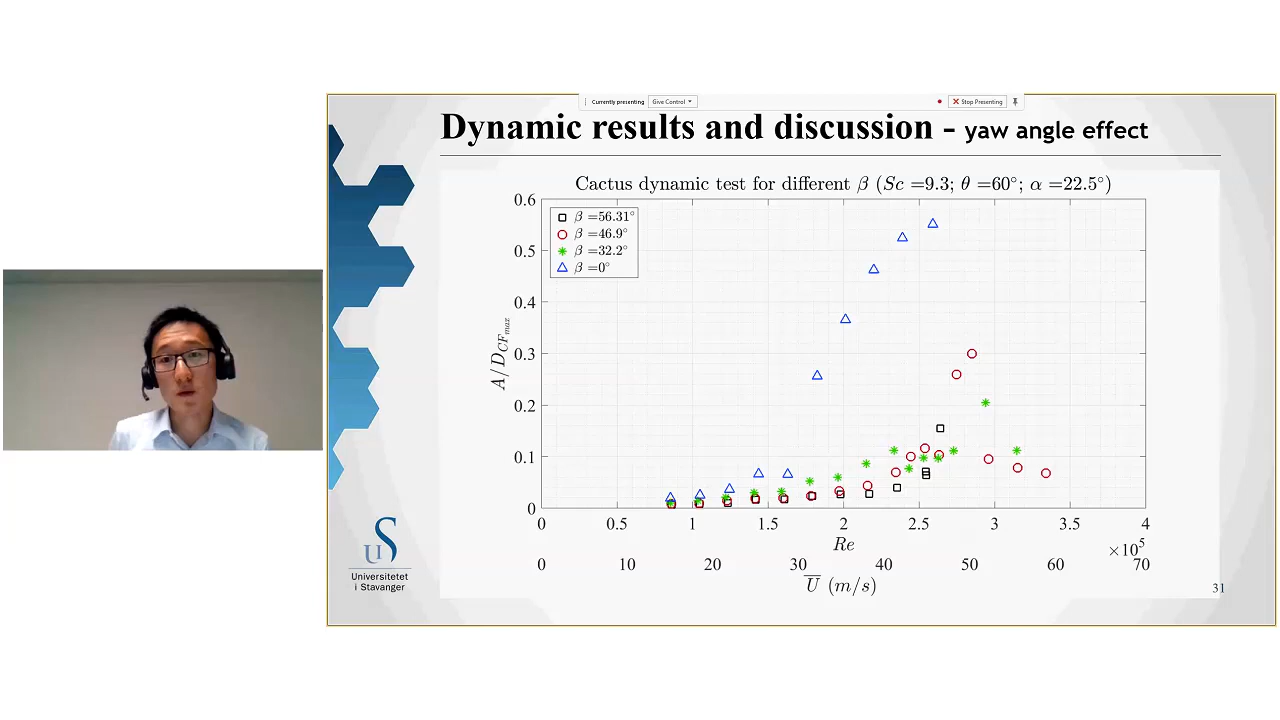 Currently presenting Give Control Stop Presenting
Dynamic results and discussion – yaw angle effect
Cactus dynamic test for different β (Sc =9.3; θ =60°; α =22.5°)
0.6
0.5
0.4
0.3
0.2
0.1
0
A/D_CF_max
β =56.31°
β =46.9°
β =32.2°
β =0°
0 0.5 1 1.5 2 2.5 3 3.5 4
Re
×10⁵
0 10 20 30 40 50 60 70
U̅ (m/s)
US
Universitetet
i Stavanger
31